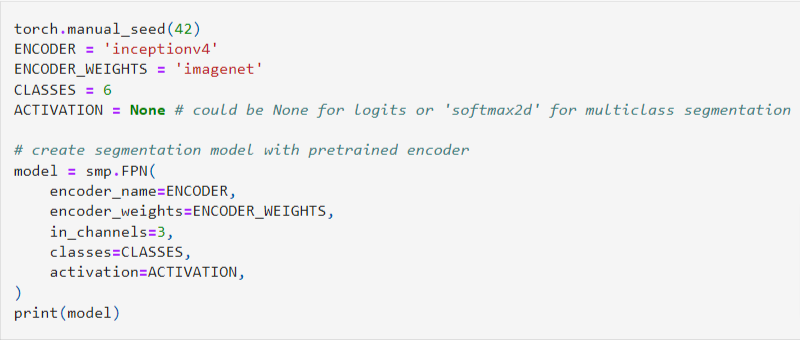 torch.manual_seed(42)
ENCODER = 'inceptionv4'
ENCODER_WEIGHTS = 'imagenet'
CLASSES = 6
ACTIVATION = None # could be None for logits or 'softmax2d' for multiclass segmentation

# create segmentation model with pretrained encoder
model = smp.FPN(
    encoder_name=ENCODER,
    encoder_weights=ENCODER_WEIGHTS,
    in_channels=3,
    classes=CLASSES,
    activation=ACTIVATION,
)
print(model)